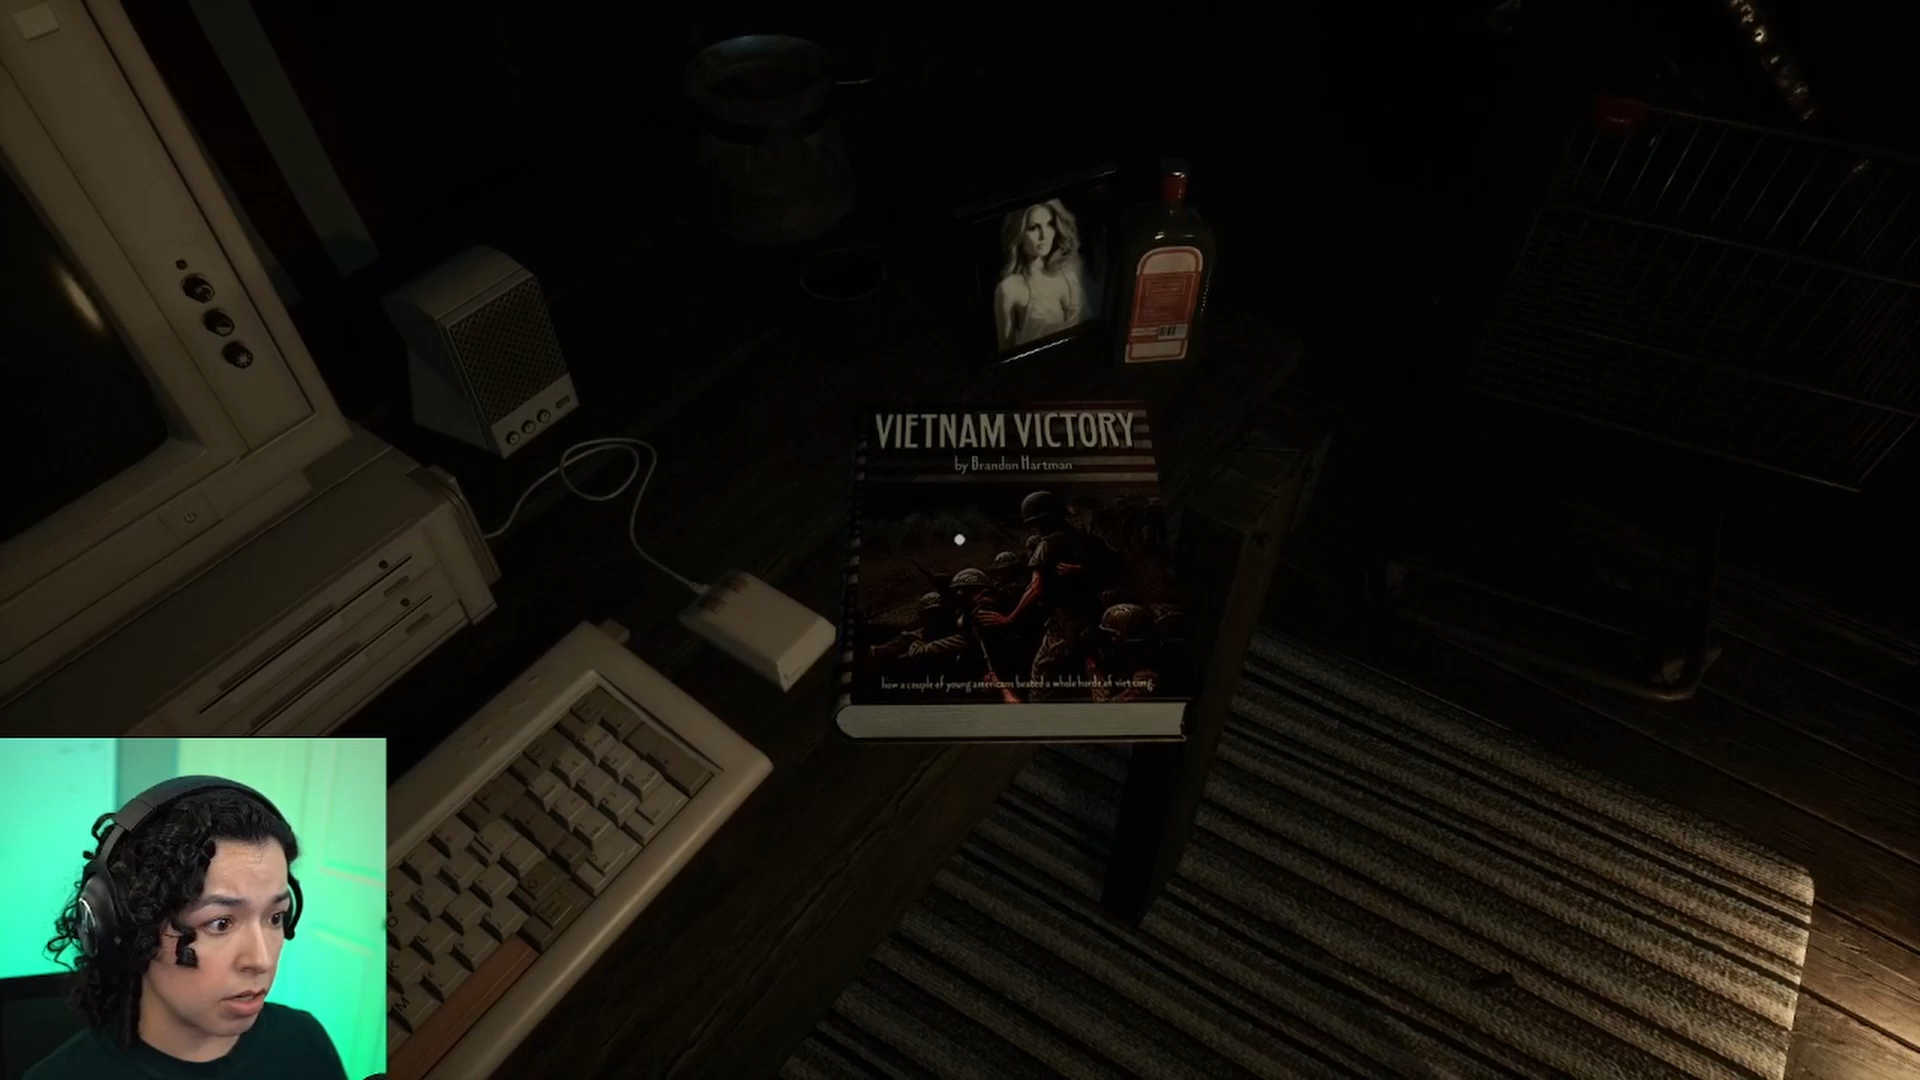 VIETNAM VICTORY
by Brandon Hartman
how a couple of young americans beated a whole horde of viet cong.